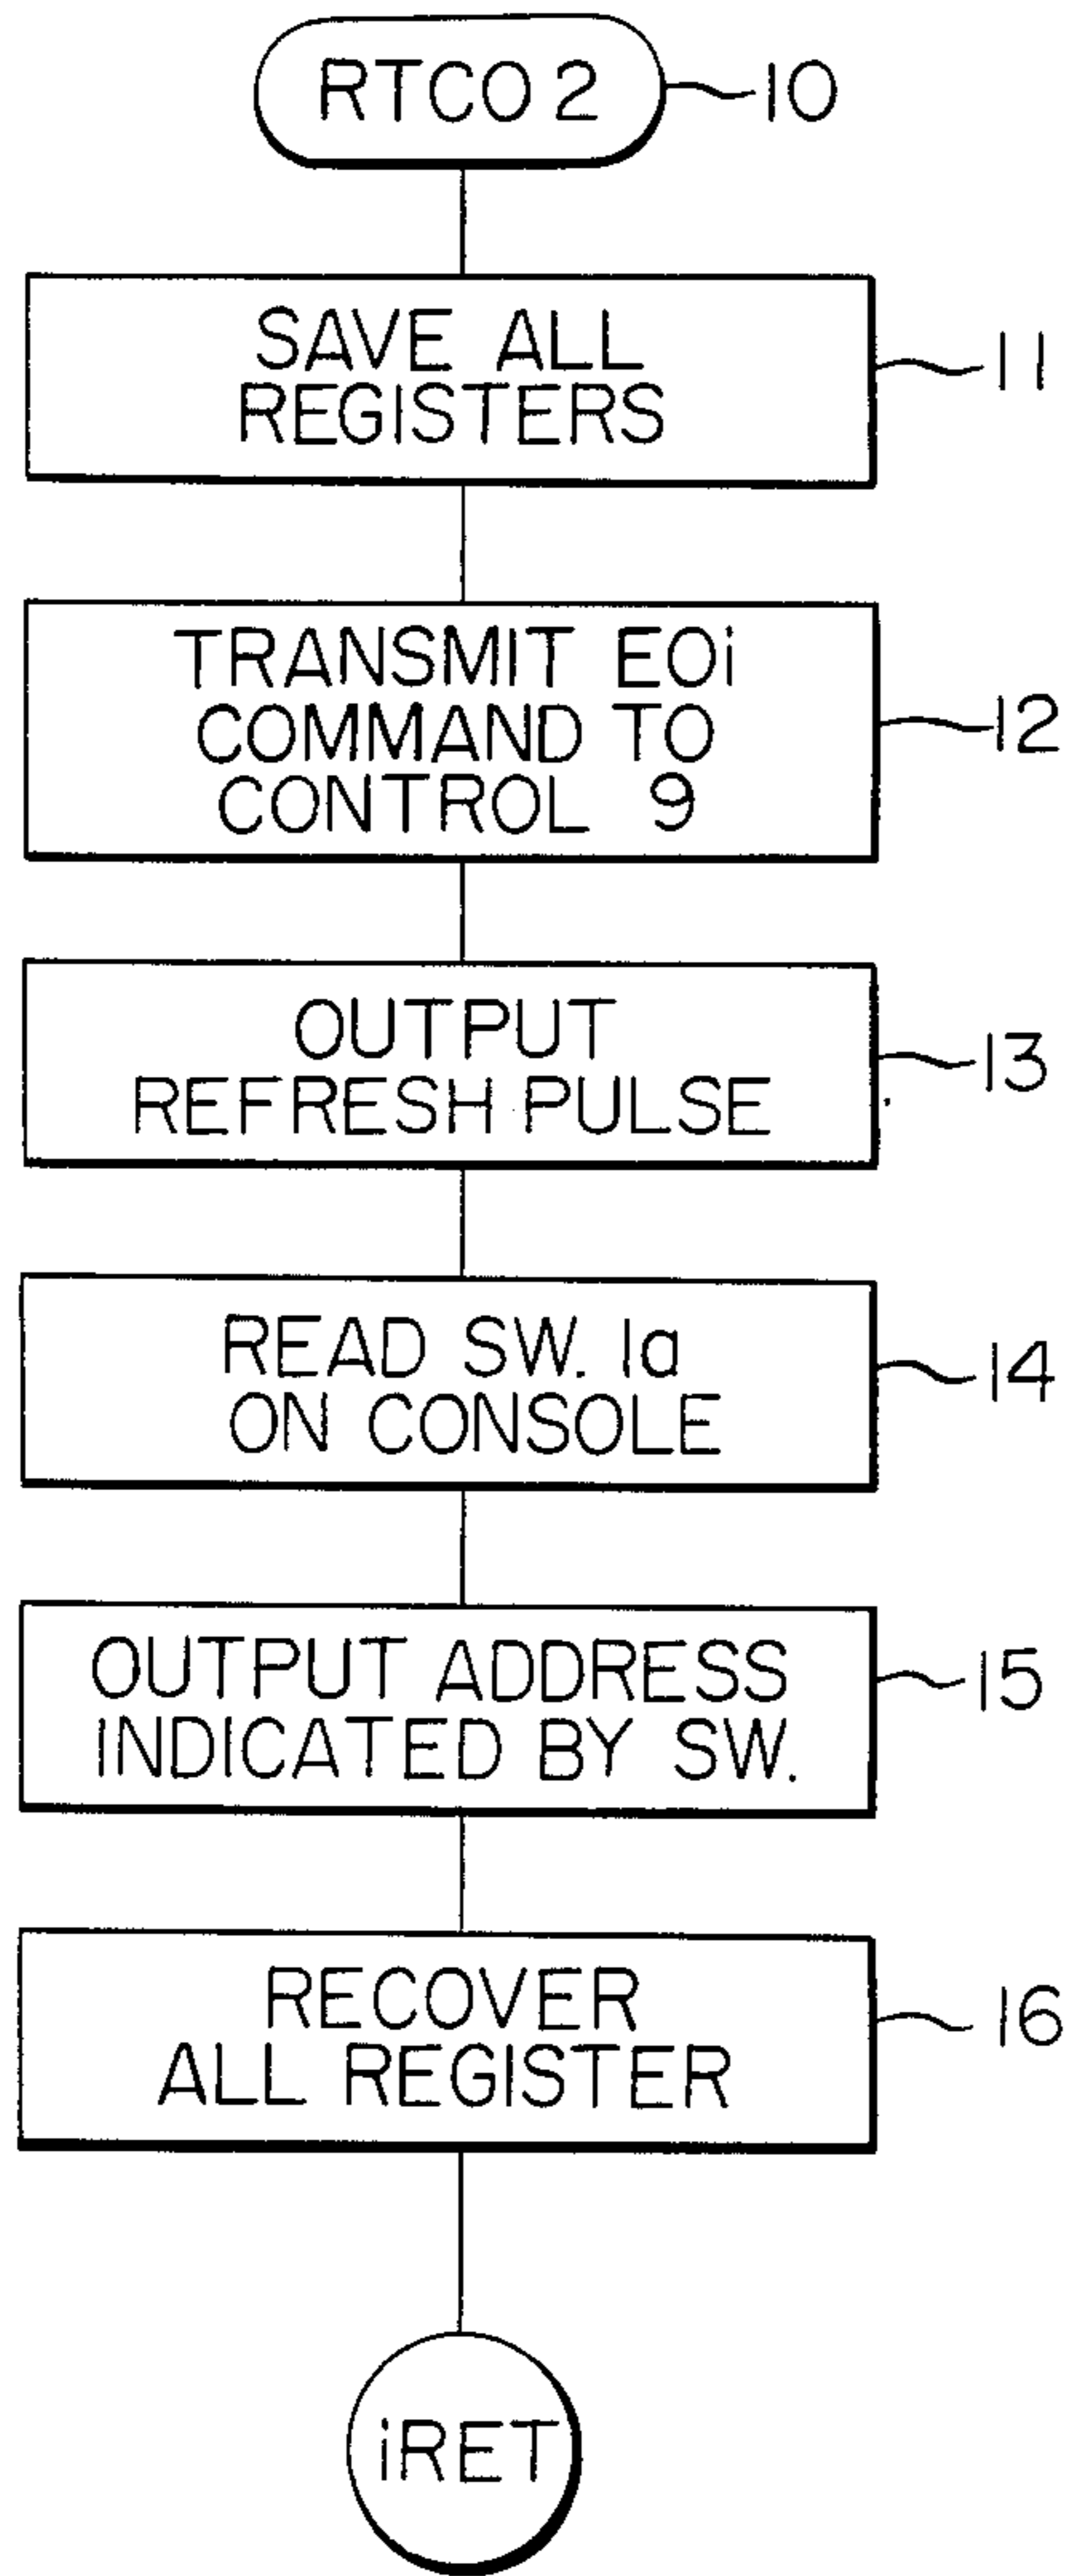 RTCO 2
10
SAVE ALL
REGISTERS
11
TRANSMIT EOi
COMMAND TO
CONTROL 9
12
OUTPUT
REFRESH PULSE
13
READ SW. 1a
ON CONSOLE
14
OUTPUT ADDRESS
INDICATED BY SW.
15
RECOVER
ALL REGISTER
16
iRET